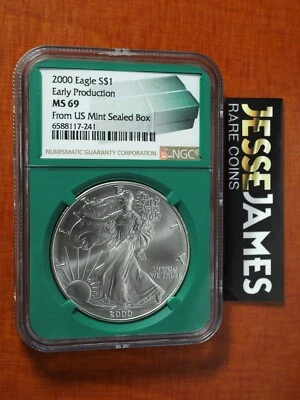 2000 Eagle S$1
Early Production
MS 69
From US Mint Sealed Box
6588117-241
NUMISMATIC GUARANTY CORPORATION
NGC
LIBERTY
IN GOD
WE TRUST
2000
JESSE JAMES
RARE COINS